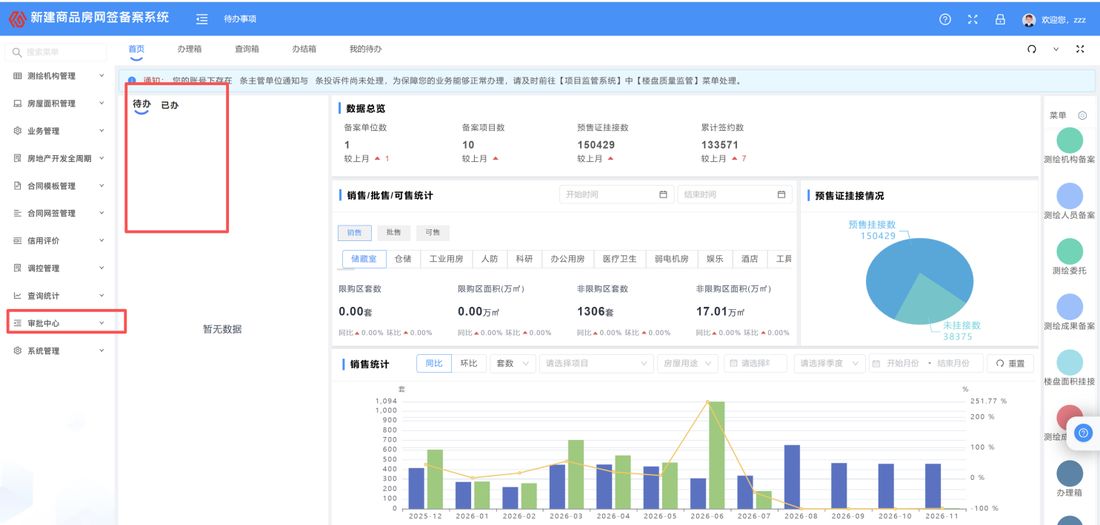 新建商品房网签备案系统
待办事项
欢迎您，zzz
搜索菜单
首页
办理箱
查询箱
办结箱
我的待办
测绘机构管理
房屋面积管理
业务管理
房地产开发全周期
合同模板管理
合同网签管理
信用评价
调控管理
查询统计
审批中心
系统管理
通知： 您的账号下存在 条主管单位通知与 条投诉件尚未处理，为保障您的业务能够正常办理，请及时前往【项目监管系统】中【楼盘质量监管】菜单处理。
待办 已办
暂无数据
数据总览
备案单位数 备案项目数 预售证挂接数 累计签约数
1 10 150429 133571
较上月 1 较上月 较上月 较上月 7
销售/批售/可售统计
开始时间 结束时间
销售 批售 可售
储藏室 仓储 工业用房 人防 科研 办公用房 医疗卫生 弱电机房 娱乐 酒店 工具
限购区套数 限购区面积(万㎡) 非限购区套数 非限购区面积(万㎡)
0.00套 0.00万㎡ 1306套 17.01万㎡
同比 0.00% 环比 0.00% 同比 0.00% 环比 0.00% 同比 0.00% 环比 0.00% 同比 0.00% 环比 0.00%
预售证挂接情况
预售挂接数
150429
未挂接数
38375
销售统计
同比 环比 套数 请选择项目 房屋用途 请选择 请选择季度 开始月份 - 结束月份 重置
套 %
1,094
1,000
900
800
700
600
500
400
300
200
100
0
251.77 %
200 %
100 %
0 %
-100 %
2025-12 2026-01 2026-02 2026-03 2026-04 2026-05 2026-06 2026-07 2026-08 2026-09 2026-10 2026-11
菜单
测绘机构备案
测绘人员备案
测绘委托
测绘成果备案
楼盘面积挂接
测绘成
办理箱